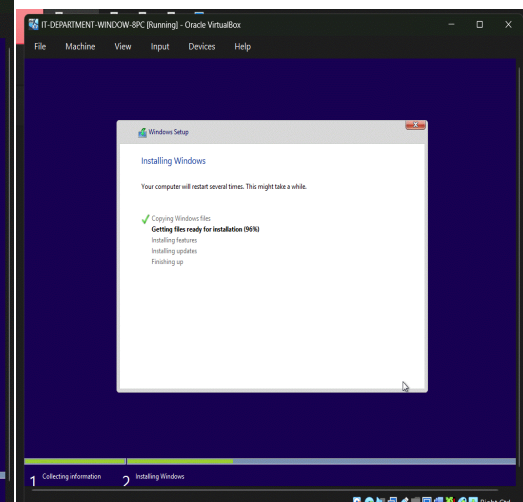 IT-DEPARTMENT-WINDOW-8PC [Running] - Oracle VirtualBox
File Machine View Input Devices Help
Windows Setup
Installing Windows
Your computer will restart several times. This might take a while.
Copying Windows files
Getting files ready for installation (96%)
Installing features
Installing updates
Finishing up
1 Collecting information 2 Installing Windows
Right Ctrl